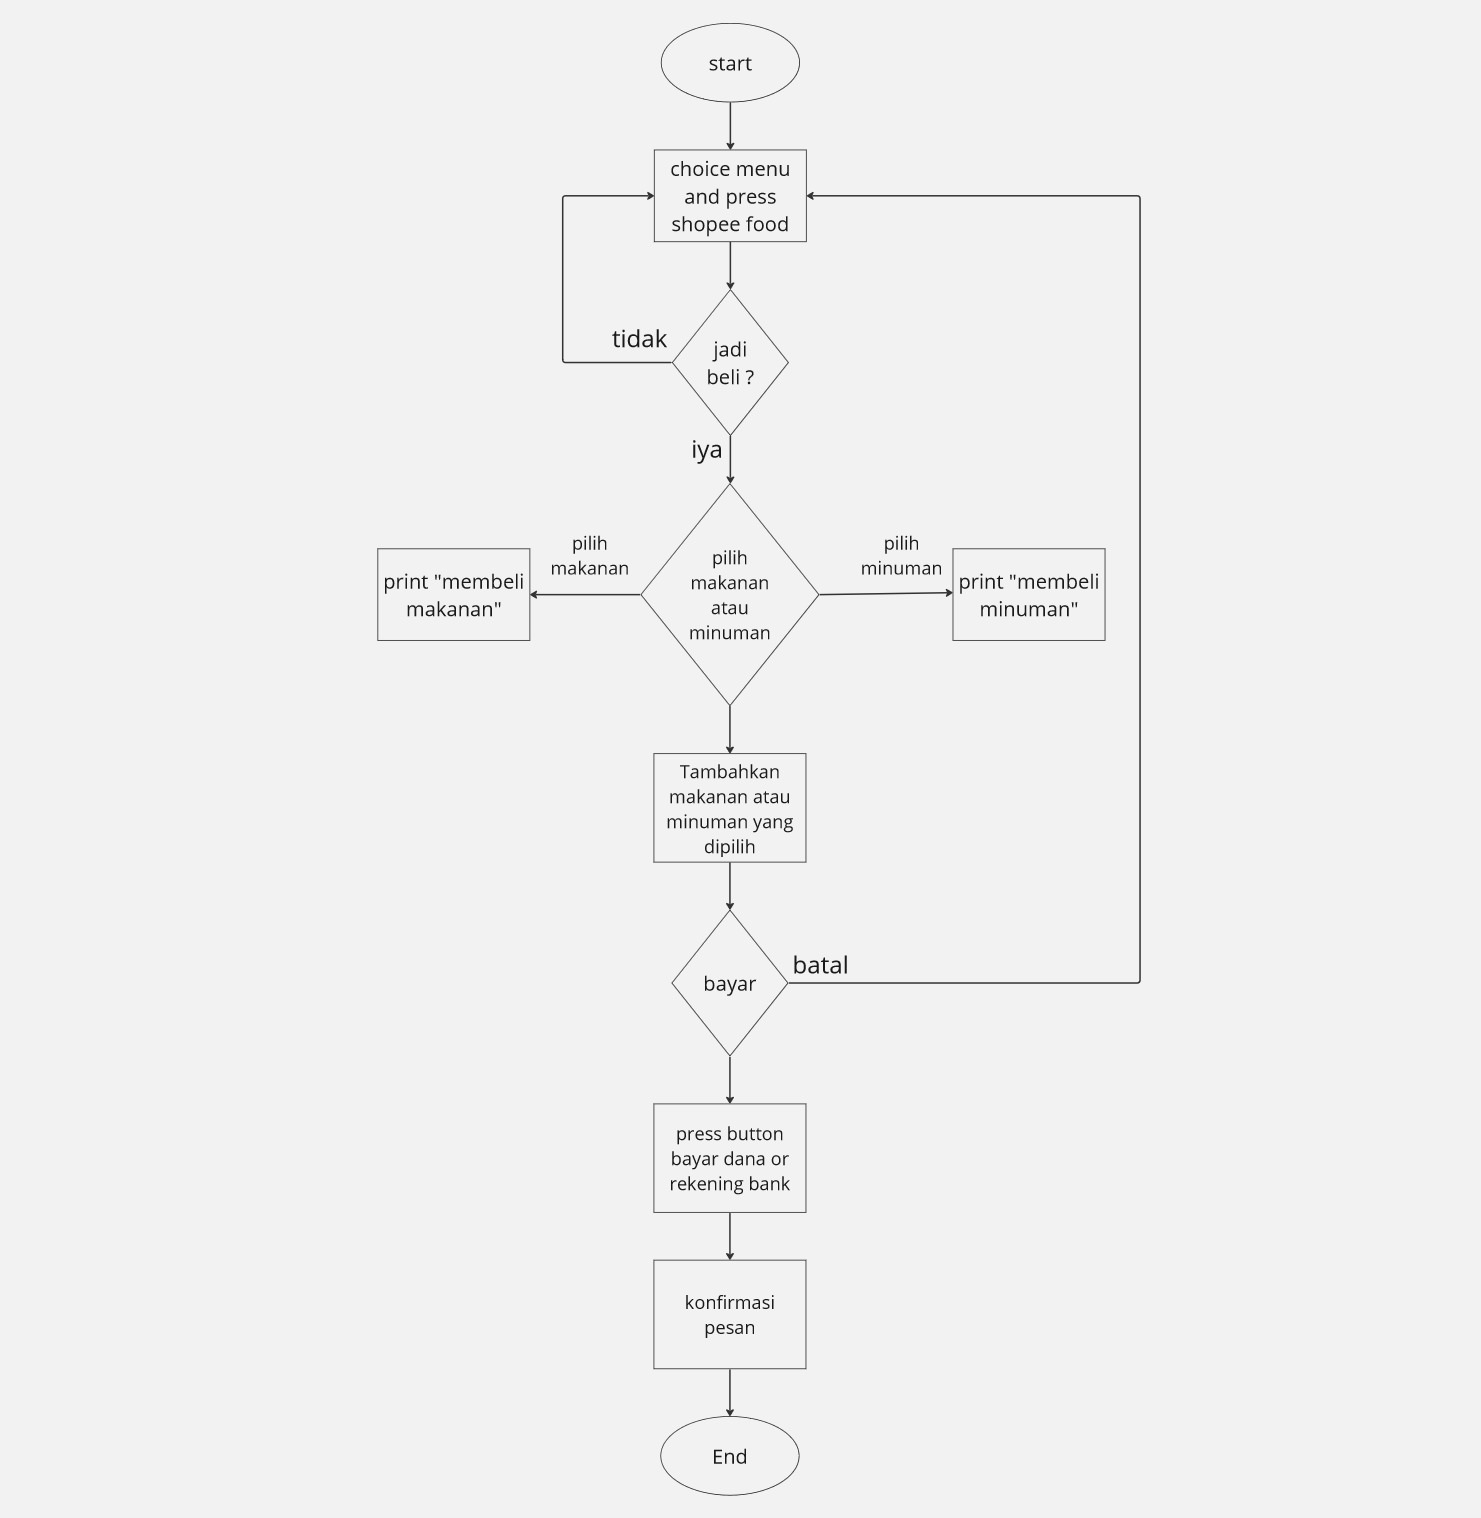 start
choice menu
and press
shopee food
tidak
jadi
beli ?
iya
pilih
makanan
pilih
minuman
print "membeli
makanan"
pilih
makanan
atau
minuman
print "membeli
minuman"
Tambahkan
makanan atau
minuman yang
dipilih
batal
bayar
press button
bayar dana or
rekening bank
konfirmasi
pesan
End